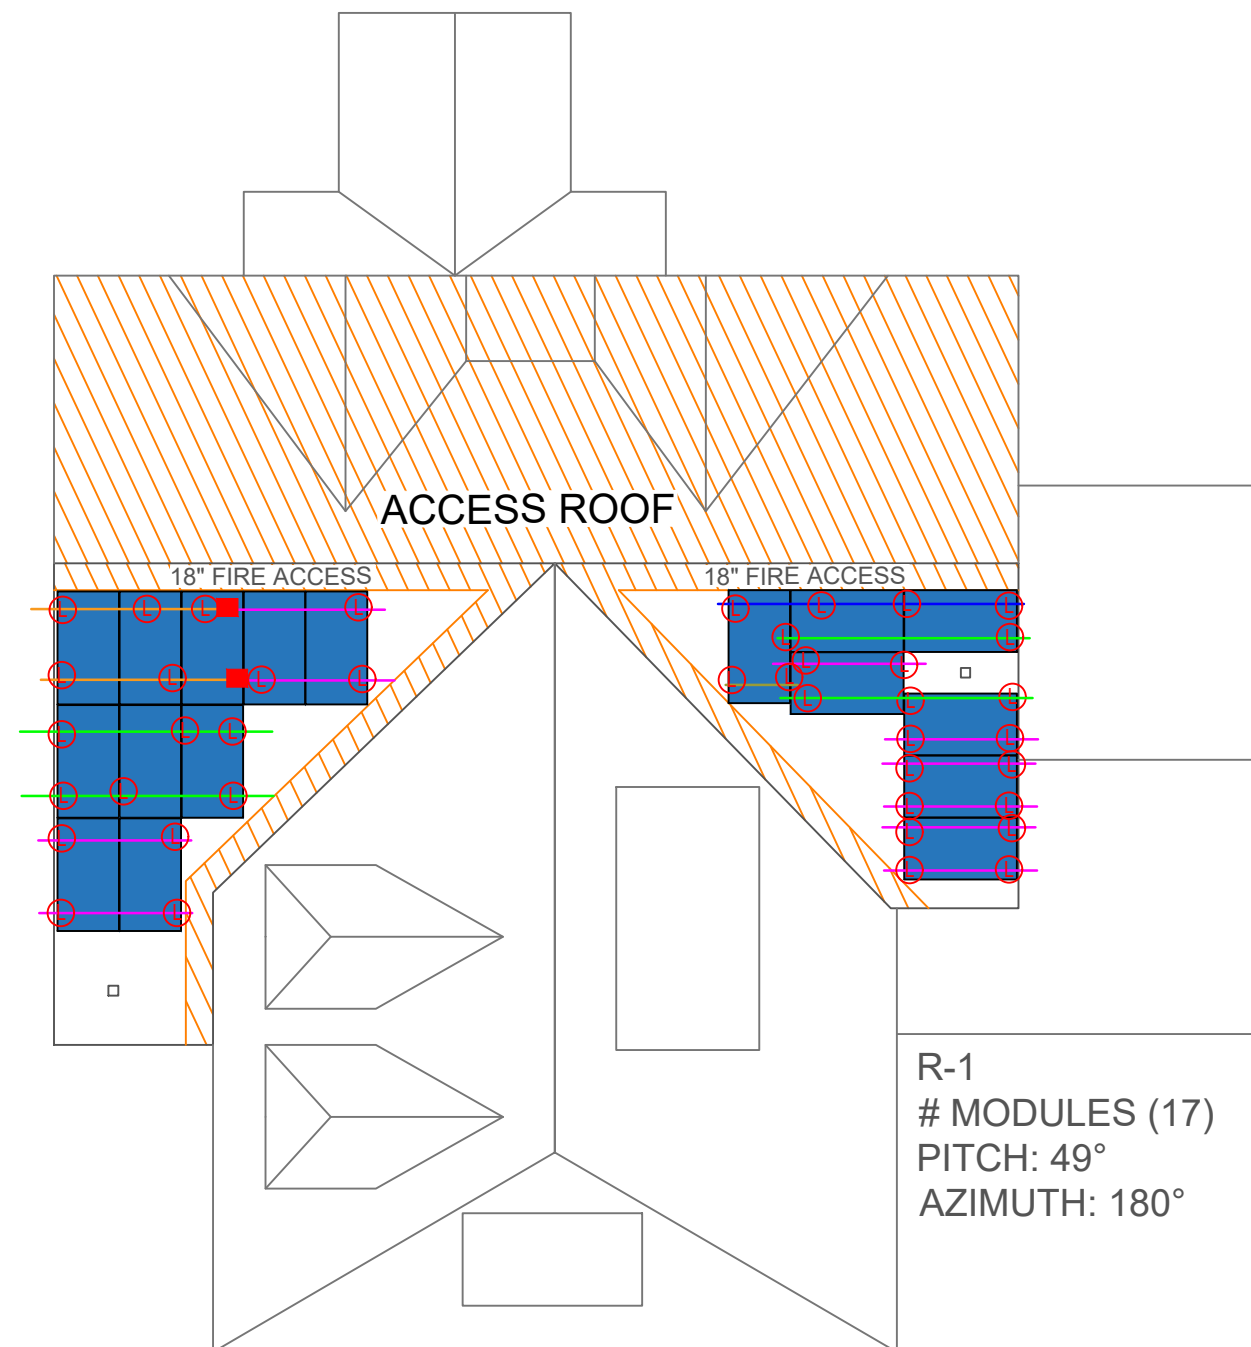 ACCESS ROOF
18" FIRE ACCESS
18" FIRE ACCESS
L L L L L L L L
L L L L L L L L L
L L L L L L L
L L L L L L L
L L L L L L
L L L L L L
R-1
# MODULES (17)
PITCH: 49°
AZIMUTH: 180°